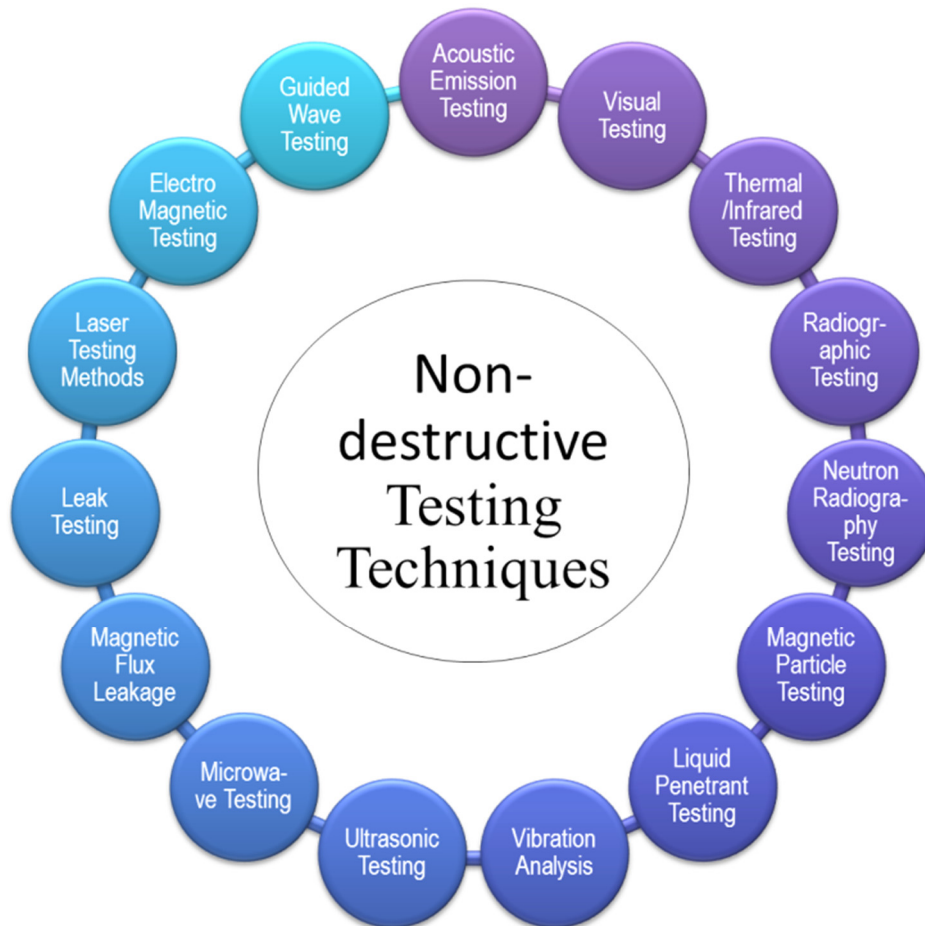 Acoustic
Emission
Testing
Visual
Testing
Thermal
/Infrared
Testing
Radiogr-
aphic
Testing
Neutron
Radiogra-
phy
Testing
Magnetic
Particle
Testing
Liquid
Penetrant
Testing
Vibration
Analysis
Ultrasonic
Testing
Microwa-
ve Testing
Magnetic
Flux
Leakage
Leak
Testing
Laser
Testing
Methods
Electro
Magnetic
Testing
Guided
Wave
Testing
Non-
destructive
Testing
Techniques